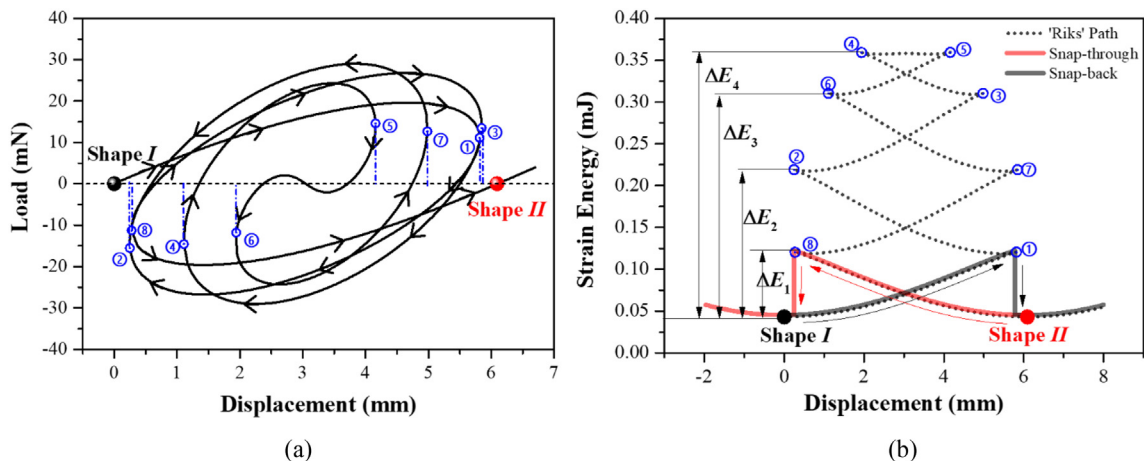 40
30
20
10
0
-10
-20
-30
-40
Load (mN)
Shape I
Shape II
① ② ③ ④ ⑤ ⑥ ⑦ ⑧
0 1 2 3 4 5 6 7
Displacement (mm)
(a)
0.40
0.35
0.30
0.25
0.20
0.15
0.10
0.05
0.00
Strain Energy (mJ)
'Riks' Path
Snap-through
Snap-back
④ ⑤
⑥ ③
② ⑦
⑧ ①
ΔE4
ΔE3
ΔE2
ΔE1
Shape I
Shape II
-2 0 2 4 6 8
Displacement (mm)
(b)